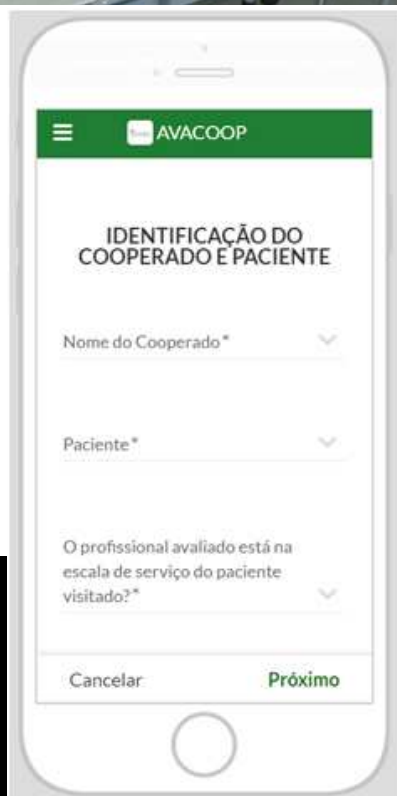 AVACOOP
IDENTIFICAÇÃO DO
COOPERADO E PACIENTE
Nome do Cooperado*
Paciente*
O profissional avaliado está na
escala de serviço do paciente
visitado?*
Cancelar
Próximo